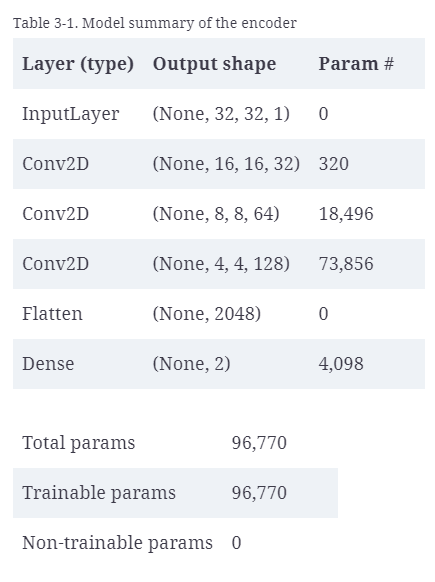 Table 3-1. Model summary of the encoder
Layer (type) Output shape Param #
InputLayer (None, 32, 32, 1) 0
Conv2D (None, 16, 16, 32) 320
Conv2D (None, 8, 8, 64) 18,496
Conv2D (None, 4, 4, 128) 73,856
Flatten (None, 2048) 0
Dense (None, 2) 4,098
Total params 96,770
Trainable params 96,770
Non-trainable params 0